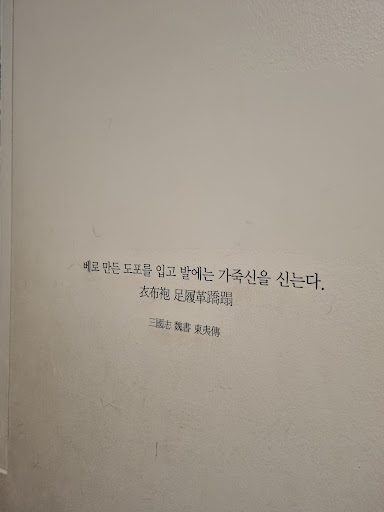 베로 만든 도포를 입고 발에는 가죽신을 신는다.
衣布袍 足履革蹻蹋
三國志 魏書 東夷傳